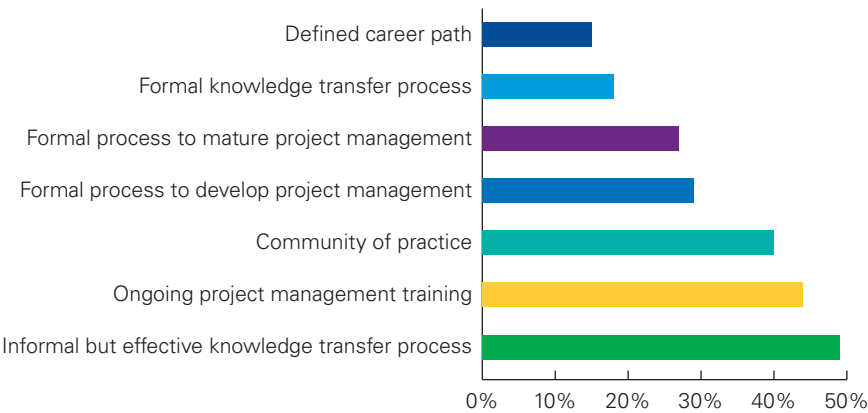 Defined career path
Formal knowledge transfer process
Formal process to mature project management
Formal process to develop project management
Community of practice
Ongoing project management training
Informal but effective knowledge transfer process
0% 10% 20% 30% 40% 50%